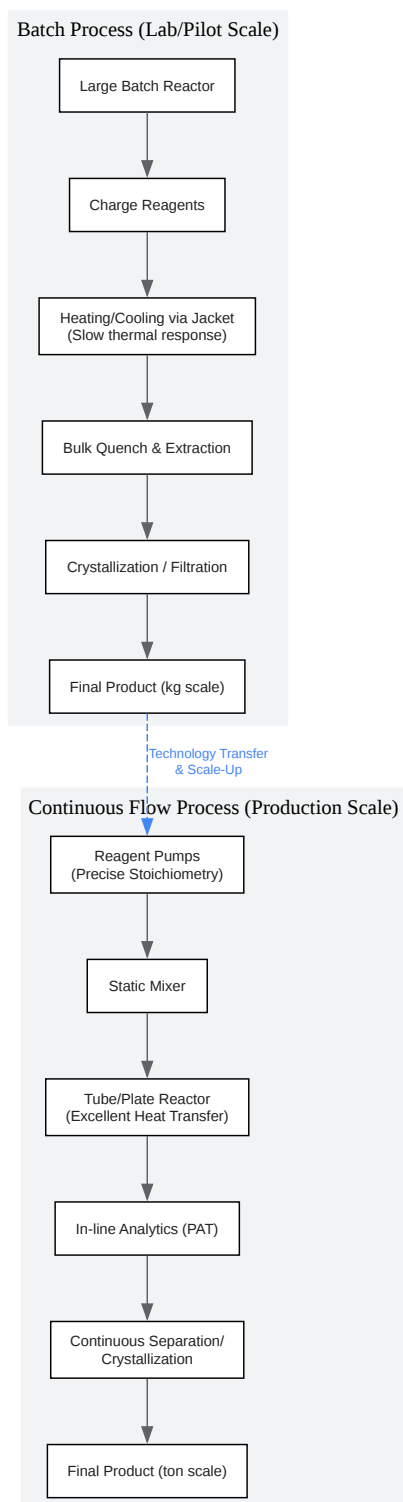 Batch Process (Lab/Pilot Scale)
Large Batch Reactor
Charge Reagents
Heating/Cooling via Jacket
(Slow thermal response)
Bulk Quench & Extraction
Crystallization / Filtration
Final Product (kg scale)
Technology Transfer
& Scale-Up
Continuous Flow Process (Production Scale)
Reagent Pumps
(Precise Stoichiometry)
Static Mixer
Tube/Plate Reactor
(Excellent Heat Transfer)
In-line Analytics (PAT)
Continuous Separation/
Crystallization
Final Product (ton scale)